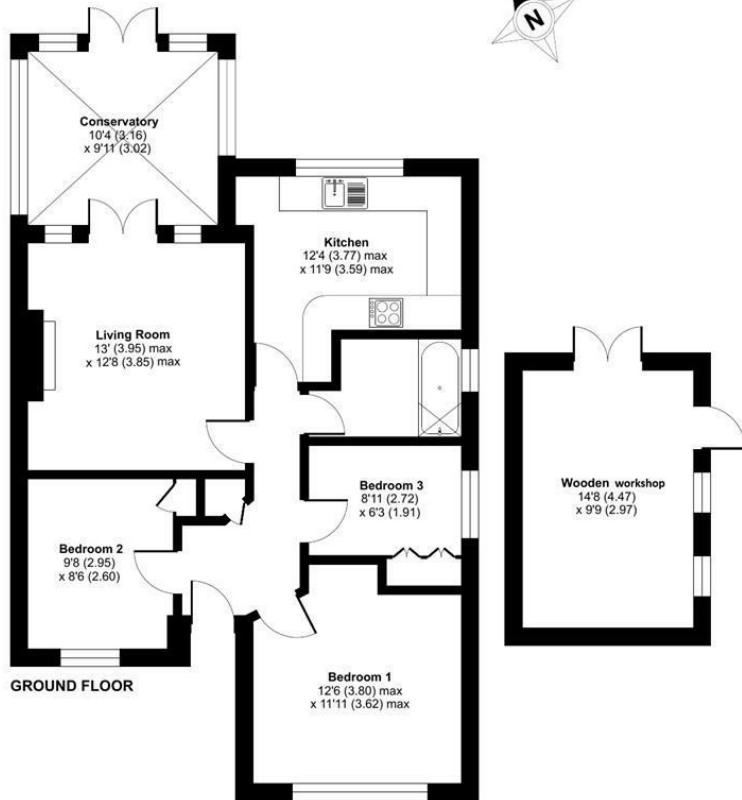 N
Conservatory
10'4 (3.16)
x 9'11 (3.02)
Kitchen
12'4 (3.77) max
x 11'9 (3.59) max
Living Room
13' (3.95) max
x 12'8 (3.85) max
Bedroom 3
8'11 (2.72)
x 6'3 (1.91)
Wooden workshop
14'8 (4.47)
x 9'9 (2.97)
Bedroom 2
9'8 (2.95)
x 8'6 (2.60)
Bedroom 1
12'6 (3.80) max
x 11'11 (3.62) max
GROUND FLOOR